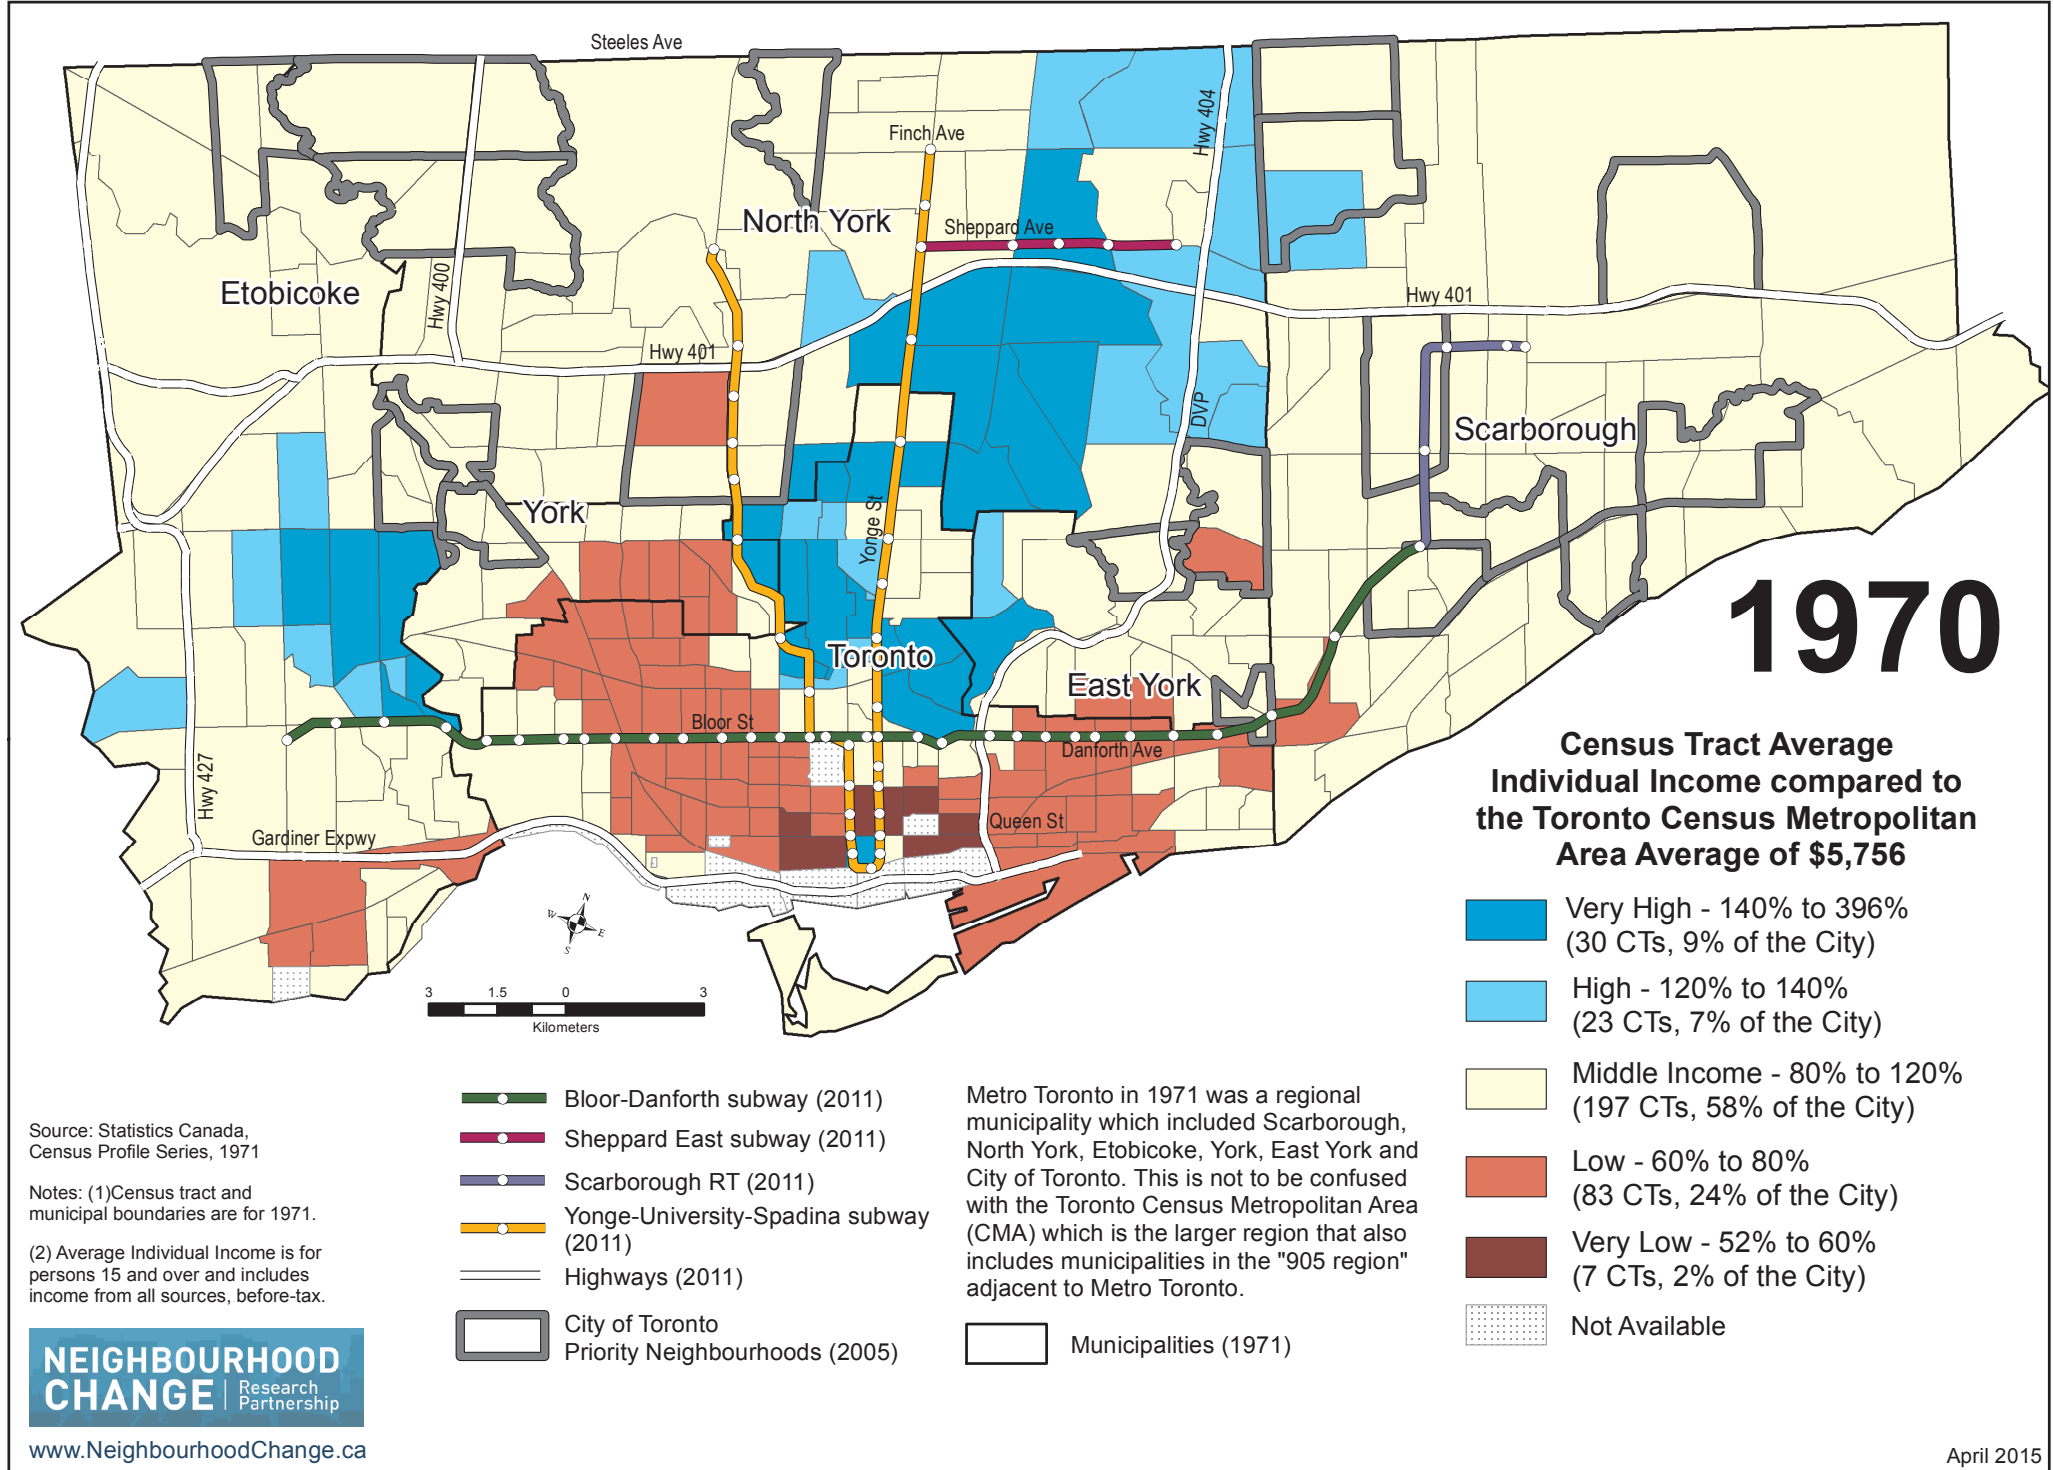 Steeles Ave
Finch Ave
Hwy 404
North York
Sheppard Ave
Etobicoke
Hwy 400
Hwy 401
Hwy 401
DVP
Scarborough
York
Yonge St
1970
Toronto
East York
Bloor St
Danforth Ave
Hwy 427
Queen St
Gardiner Expwy
N
W
E
S
3 1.5 0 3
Kilometers
Census Tract Average
Individual Income compared to
the Toronto Census Metropolitan
Area Average of $5,756
Very High - 140% to 396%
(30 CTs, 9% of the City)
High - 120% to 140%
(23 CTs, 7% of the City)
Middle Income - 80% to 120%
(197 CTs, 58% of the City)
Low - 60% to 80%
(83 CTs, 24% of the City)
Very Low - 52% to 60%
(7 CTs, 2% of the City)
Not Available
Source: Statistics Canada,
Census Profile Series, 1971
Notes: (1)Census tract and
municipal boundaries are for 1971.
(2) Average Individual Income is for
persons 15 and over and includes
income from all sources, before-tax.
Bloor-Danforth subway (2011)
Sheppard East subway (2011)
Scarborough RT (2011)
Yonge-University-Spadina subway
(2011)
Highways (2011)
City of Toronto
Priority Neighbourhoods (2005)
Metro Toronto in 1971 was a regional
municipality which included Scarborough,
North York, Etobicoke, York, East York and
City of Toronto. This is not to be confused
with the Toronto Census Metropolitan Area
(CMA) which is the larger region that also
includes municipalities in the "905 region"
adjacent to Metro Toronto.
Municipalities (1971)
NEIGHBOURHOOD
CHANGE | Research
Partnership
www.NeighbourhoodChange.ca
April 2015